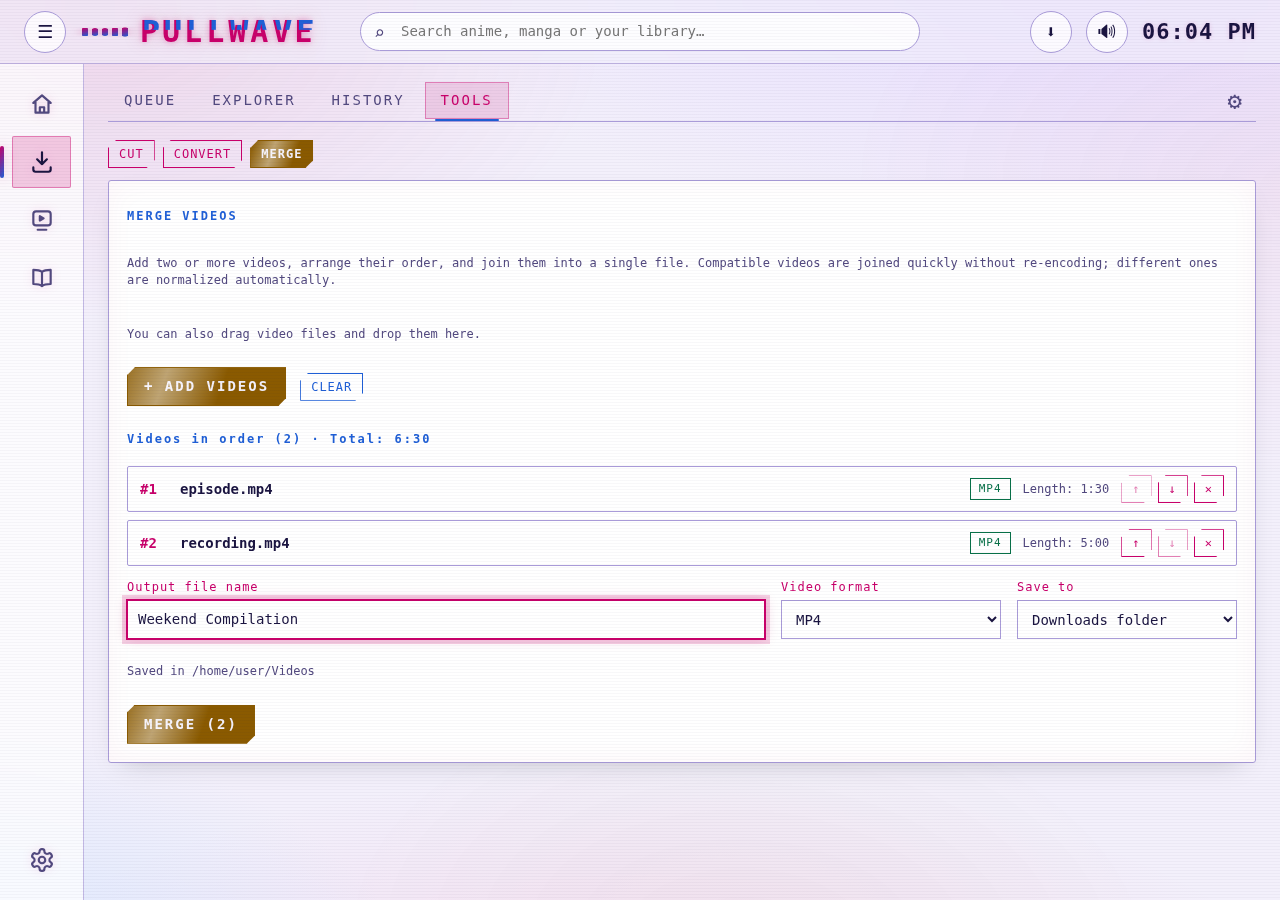 PULLWAVE
Search anime, manga or your library…
06:04 PM
QUEUE
EXPLORER
HISTORY
TOOLS
CUT
CONVERT
MERGE
MERGE VIDEOS
Add two or more videos, arrange their order, and join them into a single file. Compatible videos are joined quickly without re-encoding; different ones
are normalized automatically.
You can also drag video files and drop them here.
+ ADD VIDEOS
CLEAR
Videos in order (2) · Total: 6:30
#1 episode.mp4 MP4 Length: 1:30 ↑ ↓ ✕
#2 recording.mp4 MP4 Length: 5:00 ↑ ↓ ✕
Output file name
Video format
Save to
Weekend Compilation
MP4
Downloads folder
Saved in /home/user/Videos
MERGE (2)